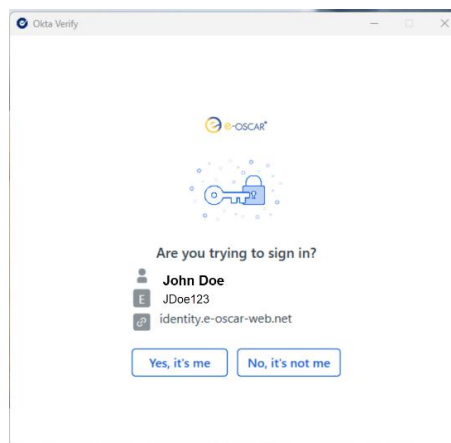 Okta Verify
e-OSCAR
Are you trying to sign in?
John Doe
E JDoe123
identity.e-oscar-web.net
Yes, it's me No, it's not me